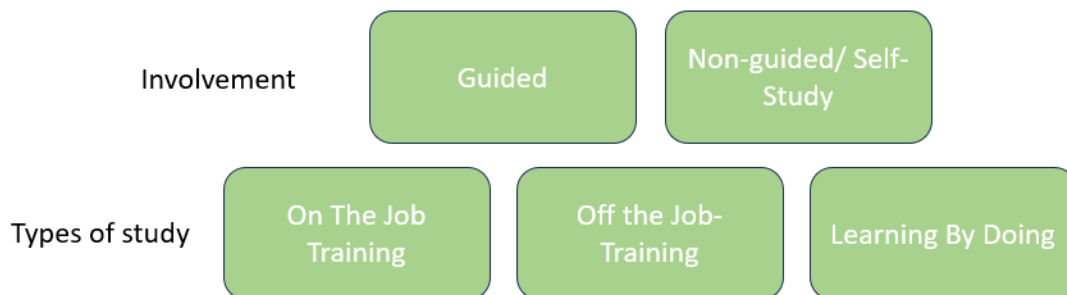 Involvement
Guided
Non-guided/ Self-
Study
Types of study
On The Job
Training
Off the Job-
Training
Learning By Doing